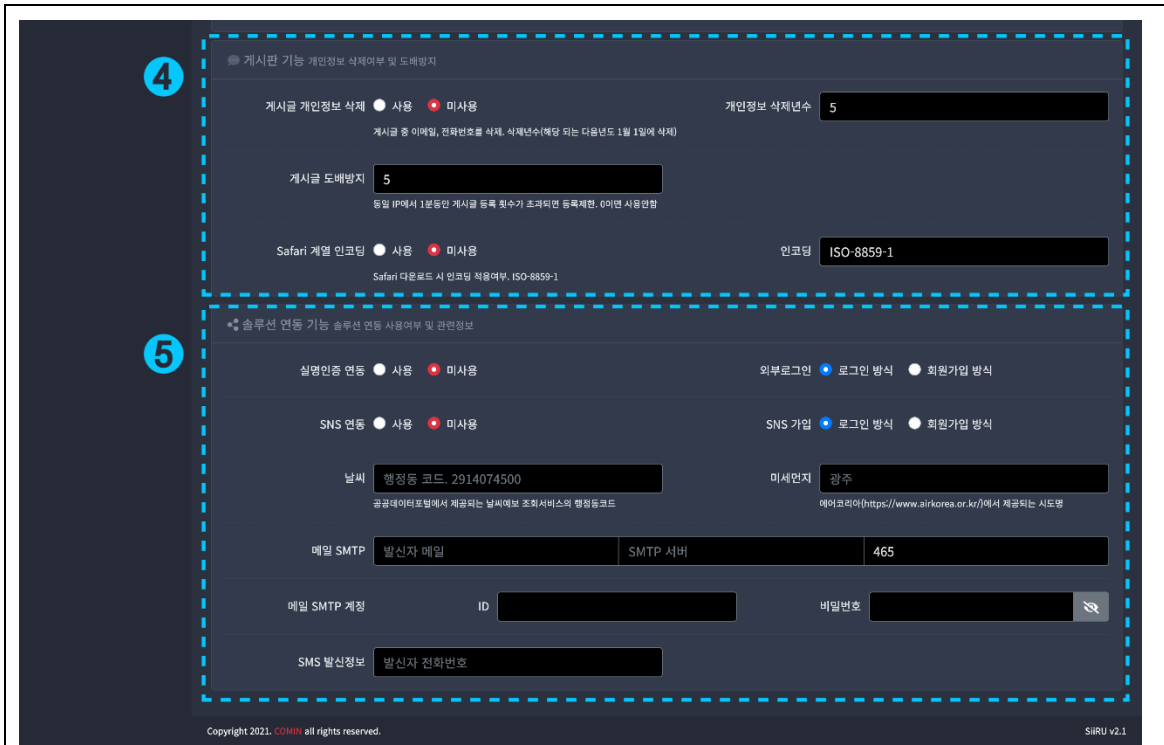 4
게시판 기능 개인정보 삭제여부 및 도배방지
게시글 개인정보 삭제 사용 미사용 개인정보 삭제년수 5
게시글 중 이메일, 전화번호를 삭제. 삭제년수(해당 되는 다음년도 1월 1일에 삭제)
게시글 도배방지 5
동일 IP에서 1분동안 게시글 등록 횟수가 초과되면 등록제한. 0이면 사용안함
Safari 계열 인코딩 사용 미사용 인코딩 ISO-8859-1
Safari 다운로드 시 인코딩 적용여부. ISO-8859-1
5
솔루션 연동 기능 솔루션 연동 사용여부 및 관련정보
실명인증 연동 사용 미사용 외부로그인 로그인 방식 회원가입 방식
SNS 연동 사용 미사용 SNS 가입 로그인 방식 회원가입 방식
날씨 행정동 코드. 2914074500 미세먼지 광주
공공데이터포털에서 제공되는 날씨예보 조회서비스의 행정동코드 에어코리아(https://www.airkorea.or.kr/)에서 제공되는 시도명
메일 SMTP 발신자 메일 SMTP 서버 465
메일 SMTP 계정 ID 비밀번호
SMS 발신정보 발신자 전화번호
Copyright 2021. COMIN all rights reserved. SiiRU v2.1